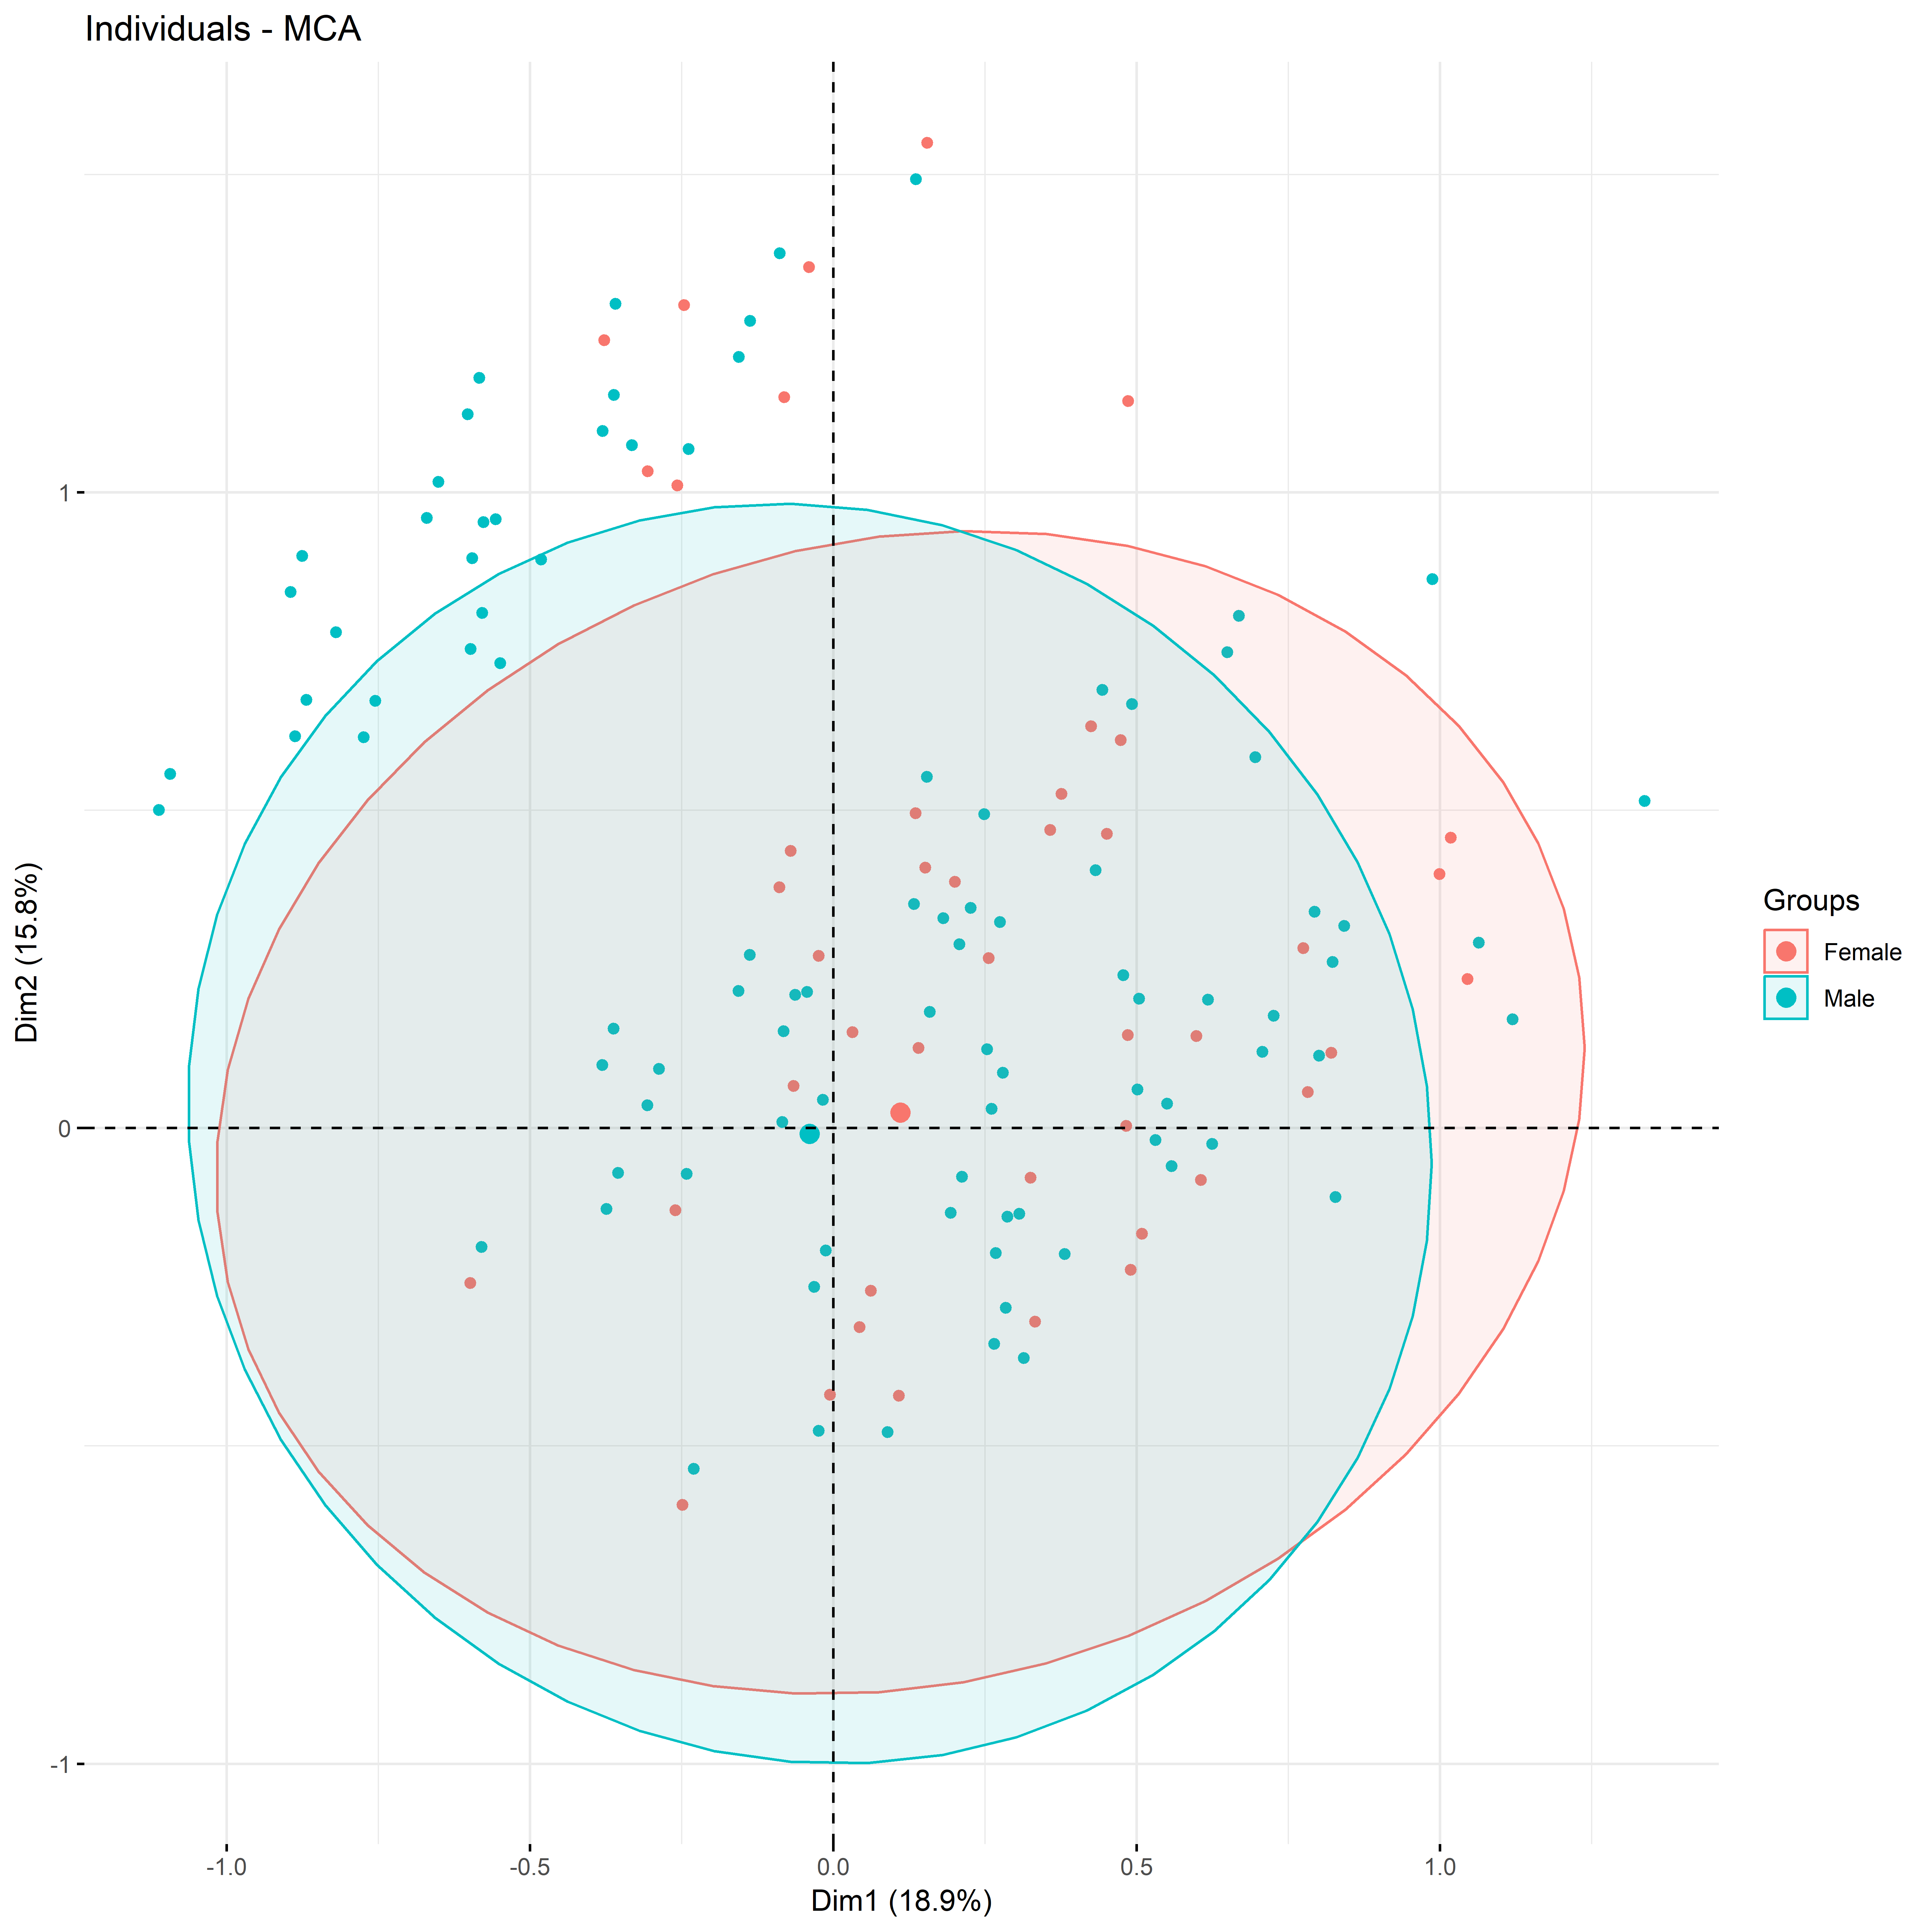 Individuals - MCA
1
0
-1
Dim2 (15.8%)
-1.0 -0.5 0.0 0.5 1.0
Dim1 (18.9%)
Groups
Female
Male